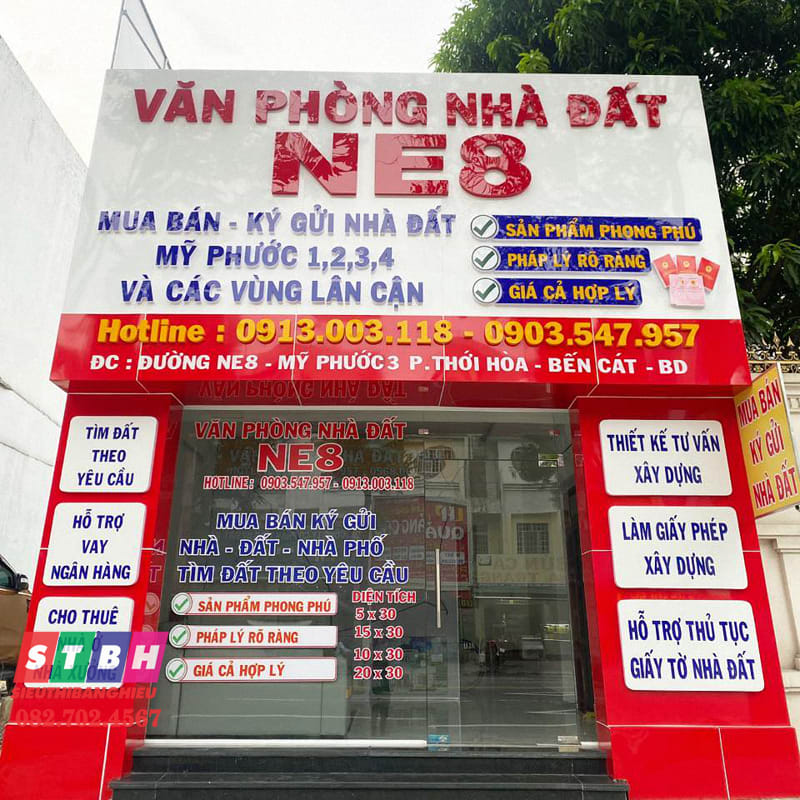 VĂN PHÒNG NHÀ ĐẤT
NE8
MUA BÁN - KÝ GỬI NHÀ ĐẤT
MỸ PHƯỚC 1,2,3,4
VÀ CÁC VÙNG LÂN CẬN
SẢN PHẨM PHONG PHÚ
PHÁP LÝ RÕ RÀNG
GIÁ CẢ HỢP LÝ
Hotline : 0913.003.118 - 0903.547.957
ĐC : ĐƯỜNG NE8 - MỸ PHƯỚC3 P.THỚI HÒA - BẾN CÁT - BD
TÌM ĐẤT
THEO
YÊU CẦU
HỖ TRỢ
VAY
NGÂN HÀNG
CHO THUÊ
NHÀ Ở
NHÀ XƯỞNG
VĂN PHÒNG NHÀ ĐẤT
NE8
HOTLINE: 0903.547.957 - 0913.003.118
MUA BÁN KÝ GỬI
NHÀ - ĐẤT - NHÀ PHỐ
TÌM ĐẤT THEO YÊU CẦU
SẢN PHẨM PHONG PHÚ
PHÁP LÝ RÕ RÀNG
GIÁ CẢ HỢP LÝ
DIỆN TÍCH
5 x 30
15 x 30
10 x 30
20 x 30
THIẾT KẾ TƯ VẤN
XÂY DỰNG
LÀM GIẤY PHÉP
XÂY DỰNG
HỖ TRỢ THỦ TỤC
GIẤY TỜ NHÀ ĐẤT
MUA BÁN
KÝ GỬI
NHÀ ĐẤT
STBH
SIEUTHIBANGHIEU
082.702.4567